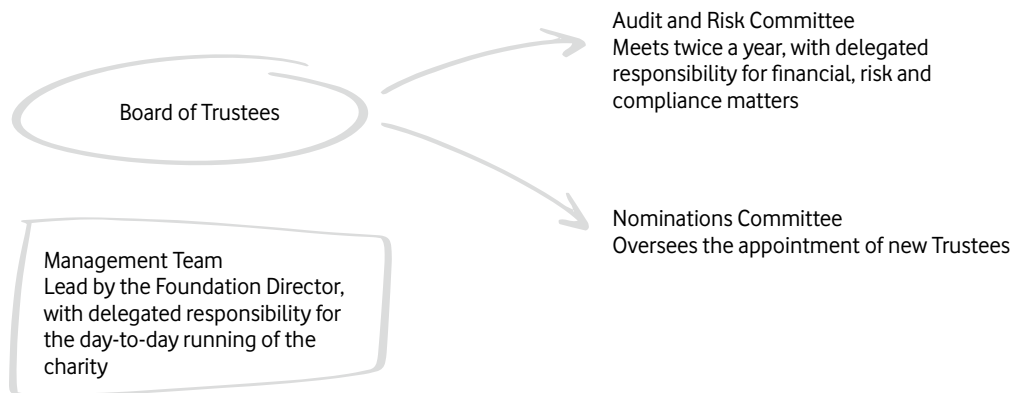 Board of Trustees
Audit and Risk Committee
Meets twice a year, with delegated
responsibility for financial, risk and
compliance matters
Nominations Committee
Oversees the appointment of new Trustees
Management Team
Lead by the Foundation Director,
with delegated responsibility for
the day-to-day running of the
charity